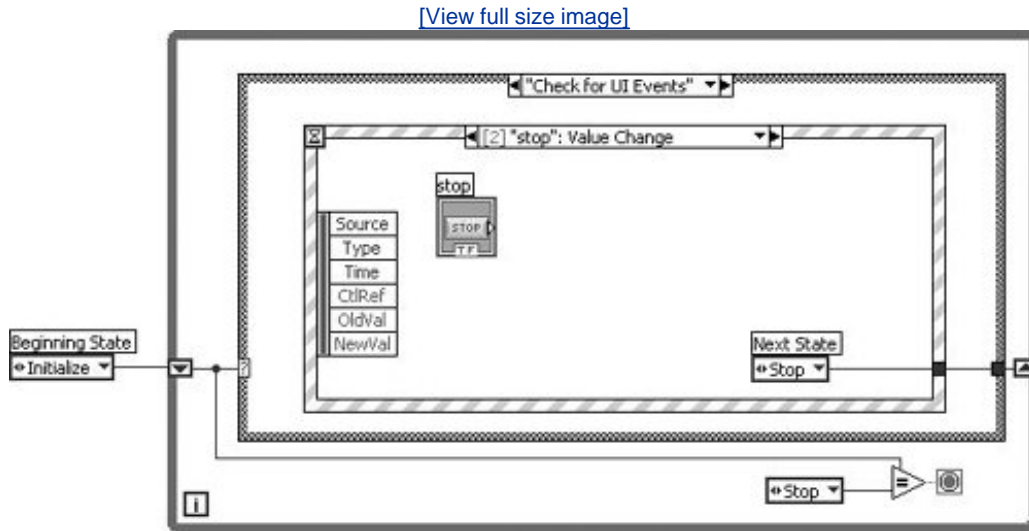 [View full size image]
"Check for UI Events"
[2] "stop": Value Change
stop
STOP
TF
Source
Type
Time
CtlRef
OldVal
NewVal
Beginning State
Initialize
?
Next State
Stop
Stop
=
i